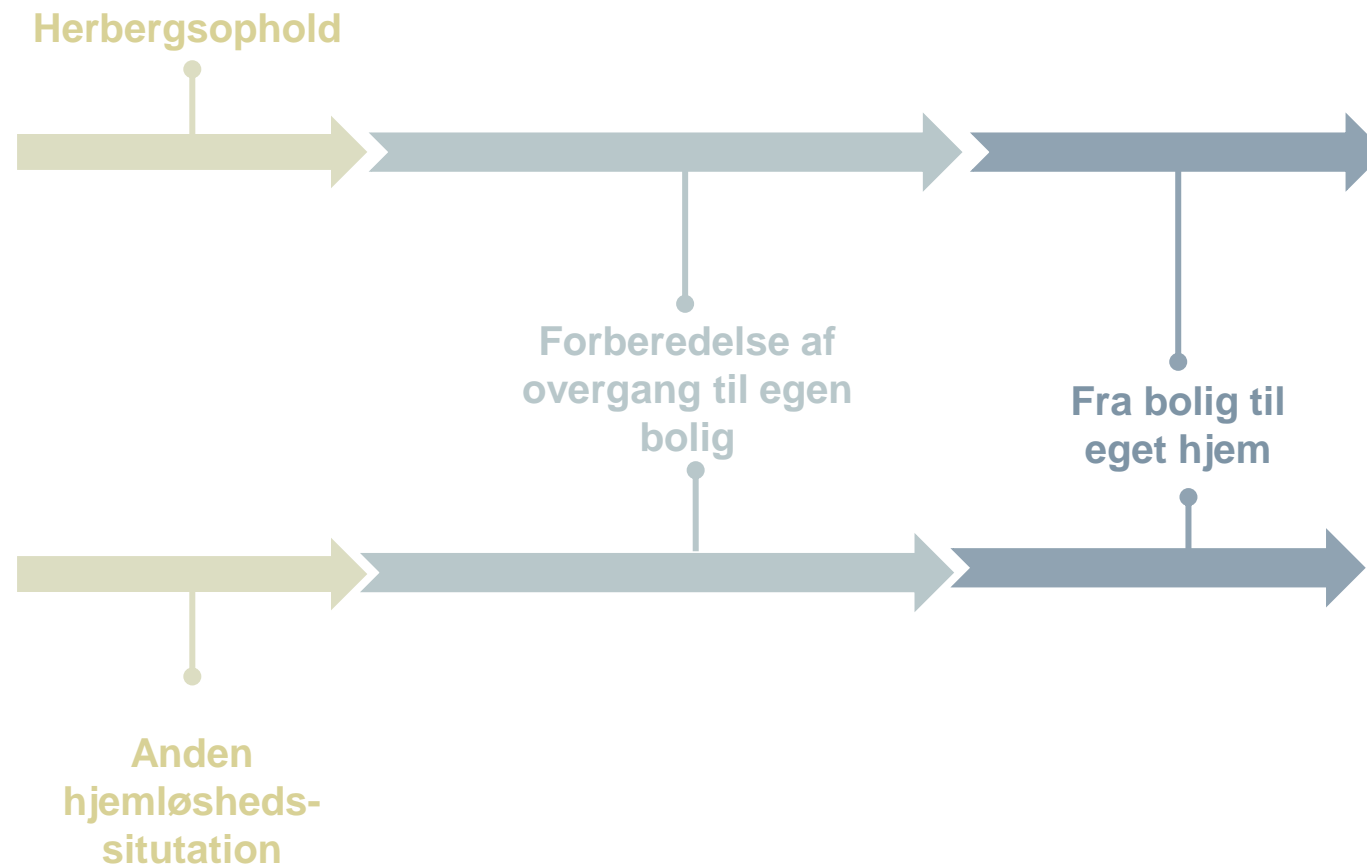 Herbergsophold
Forberedelse af
overgang til egen
bolig
Fra bolig til
eget hjem
Anden
hjemløsheds-
situtation